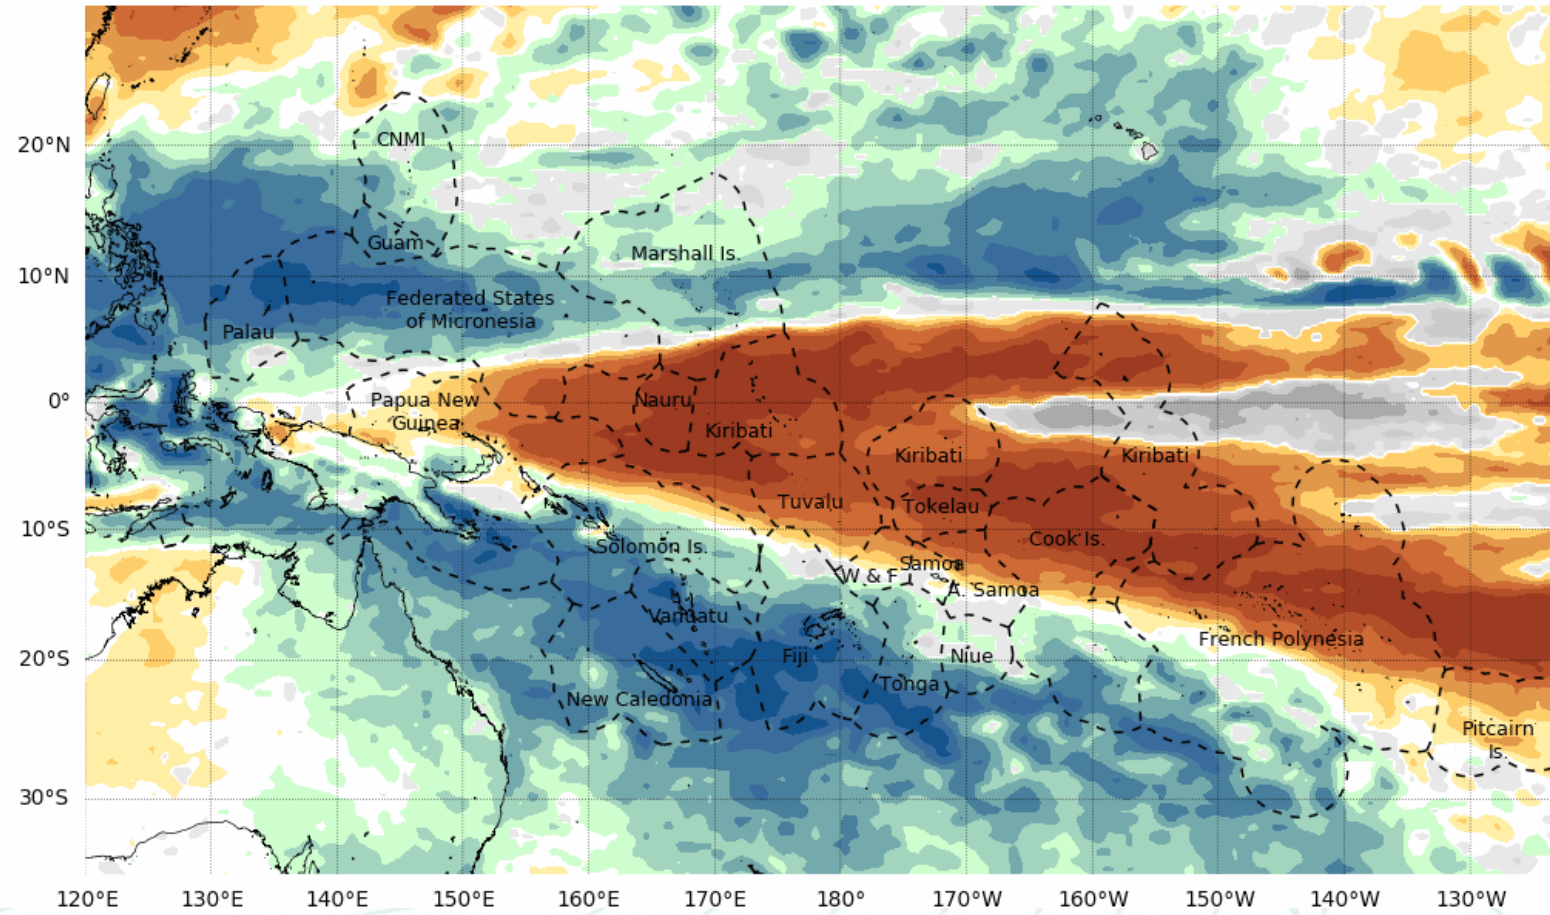 CNMI
20°N
Guam
Marshall Is.
10°N
Federated States
of Micronesia
Palau
0°
Papua New
Guinea
Nauru
Kiribati
Kiribati
Kiribati
Tuvalu
Tokelau
10°S
Solomon Is.
Cook Is.
Samoa
W & F
A. Samoa
Vanuatu
French Polynesia
20°S
Fiji
Niue
Tonga
New Caledonia
Pitcairn
Is.
30°S
120°E 130°E 140°E 150°E 160°E 170°E 180° 170°W 160°W 150°W 140°W 130°W